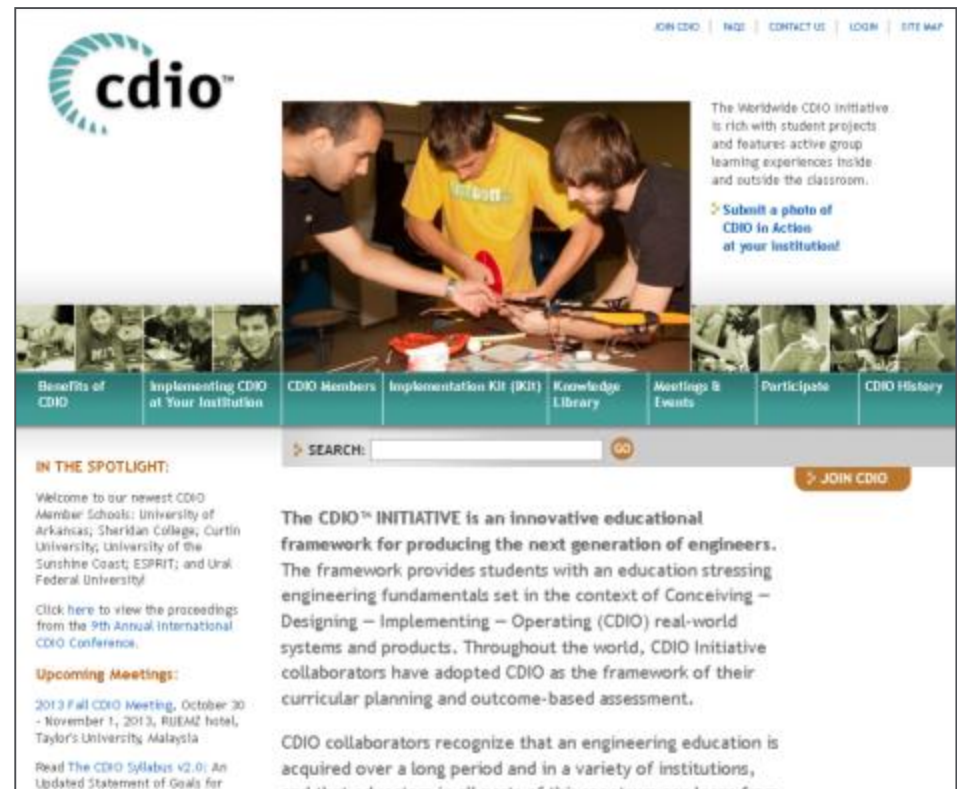 JOIN CDIO | FAQS | CONTACT US | LOGIN | SITE MAP
cdio™
The Worldwide CDIO Initiative
is rich with student projects
and features active group
learning experiences inside
and outside the classroom.
Submit a photo of
CDIO in Action
at your institution!
Benefits of
CDIO
Implementing CDIO
at Your Institution
CDIO Members
Implementation Kit (IKit)
Knowledge
Library
Meetings &
Events
Participate
CDIO History
SEARCH:
GO
JOIN CDIO
IN THE SPOTLIGHT:
Welcome to our newest CDIO
Member Schools: University of
Arkansas; Sheridan College; Curtin
University; University of the
Sunshine Coast; ESPRIT; and Ural
Federal University!
Click here to view the proceedings
from the 9th Annual International
CDIO Conference.
Upcoming Meetings:
2013 Fall CDIO Meeting, October 30
- November 1, 2013, hotel,
Taylor's University, Malaysia
Read The CDIO Syllabus v2.0: An
Updated Statement of Goals for
The CDIO™ INITIATIVE is an innovative educational
framework for producing the next generation of engineers.
The framework provides students with an education stressing
engineering fundamentals set in the context of Conceiving —
Designing — Implementing — Operating (CDIO) real-world
systems and products. Throughout the world, CDIO Initiative
collaborators have adopted CDIO as the framework of their
curricular planning and outcome-based assessment.
CDIO collaborators recognize that an engineering education is
acquired over a long period and in a variety of institutions,